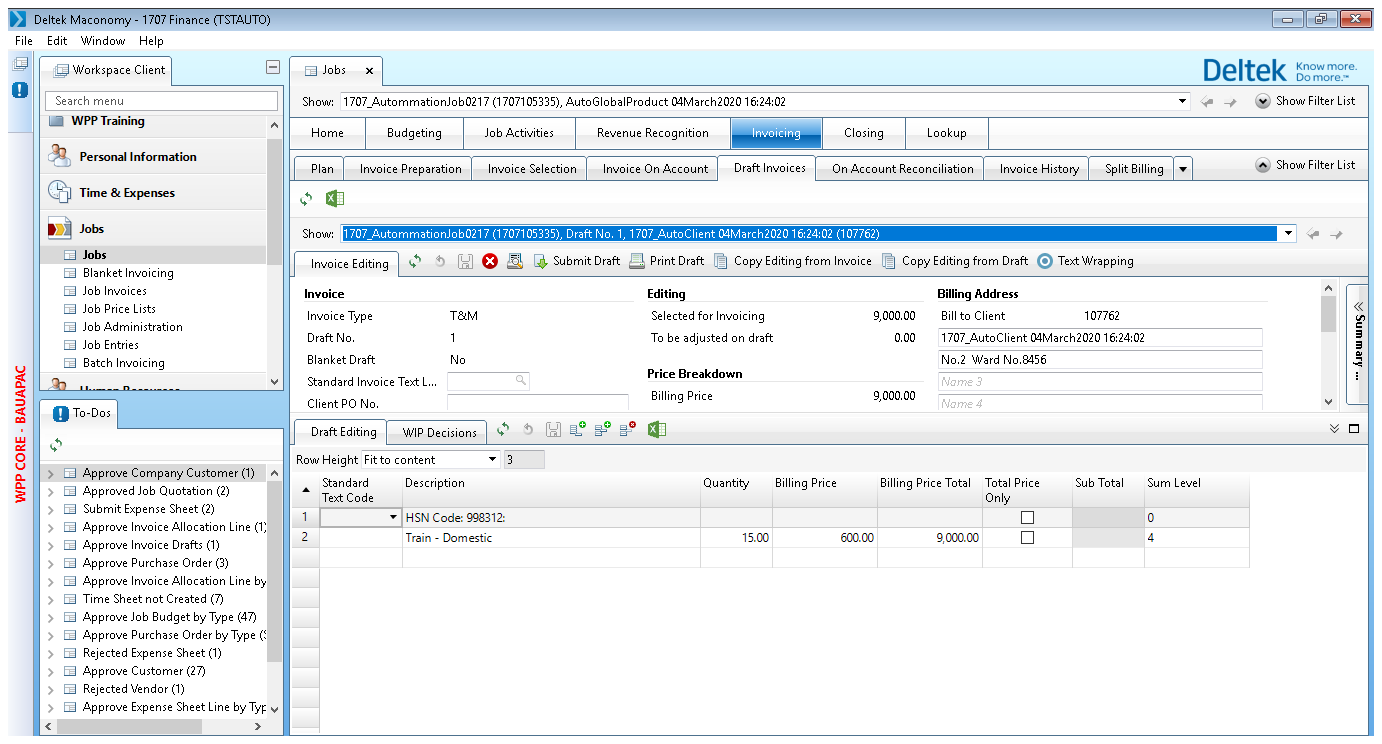 Deltek Maconomy - 1707 Finance (TSTAUTO)
File Edit Window Help
Workspace Client
Search menu
WPP Training
Personal Information
Time & Expenses
Jobs
Jobs
Blanket Invoicing
Job Invoices
Job Price Lists
Job Administration
Job Entries
Batch Invoicing
Human Resources
WPP CORE - BAUAPAC
To-Dos
Approve Company Customer (1)
Approved Job Quotation (2)
Submit Expense Sheet (2)
Approve Invoice Allocation Line (1)
Approve Invoice Drafts (1)
Approve Purchase Order (3)
Approve Invoice Allocation Line by
Time Sheet not Created (7)
Approve Job Budget by Type (47)
Approve Purchase Order by Type (
Rejected Expense Sheet (1)
Approve Customer (27)
Rejected Vendor (1)
Approve Expense Sheet Line by Typ
Jobs
Deltek Know more. Do more.™
Show: 1707_AutommationJob0217 (1707105335), AutoGlobalProduct 04March2020 16:24:02 Show Filter List
Home Budgeting Job Activities Revenue Recognition Invoicing Closing Lookup
Plan Invoice Preparation Invoice Selection Invoice On Account Draft Invoices On Account Reconciliation Invoice History Split Billing Show Filter List
Show: 1707_AutommationJob0217 (1707105335), Draft No. 1, 1707_AutoClient 04March2020 16:24:02 (107762)
Invoice Editing Submit Draft Print Draft Copy Editing from Invoice Copy Editing from Draft Text Wrapping
Invoice
Invoice Type T&M
Draft No. 1
Blanket Draft No
Standard Invoice Text L...
Client PO No.
Editing
Selected for Invoicing 9,000.00
To be adjusted on draft 0.00
Price Breakdown
Billing Price 9,000.00
Billing Address
Bill to Client 107762
1707_AutoClient 04March2020 16:24:02
No.2 Ward No.8456
Name 3
Name 4
Summary ...
Draft Editing WIP Decisions
Row Height Fit to content 3
Standard Text Code Description Quantity Billing Price Billing Price Total Total Price Only Sub Total Sum Level
1 HSN Code: 998312: 0
2 Train - Domestic 15.00 600.00 9,000.00 4